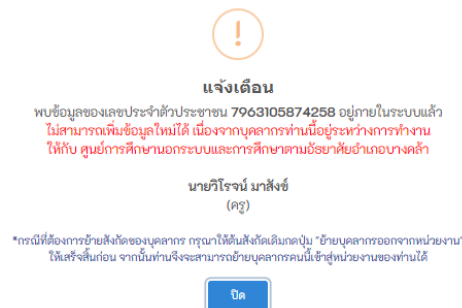 !
แจ้งเตือน
พบข้อมูลของเลขประจำตัวประชาชน 7963105874258 อยู่ภายในระบบแล้ว
ไม่สามารถเพิ่มข้อมูลใหม่ได้ เนื่องจากบุคลากรท่านนี้อยู่ระหว่างการทำงาน
ให้กับ ศูนย์การศึกษานอกระบบและการศึกษาตามอัธยาศัยอำเภอบางคล้า
นายวิโรจน์ มาสังข์
(ครู)
*กรณีที่ต้องการย้ายสังกัดของบุคลากร กรุณาให้ต้นสังกัดเดิมกดปุ่ม "ย้ายบุคลากรออกจากหน่วยงาน"
ให้เสร็จสิ้นก่อน จากนั้นท่านจึงจะสามารถย้ายบุคลากรคนนี้เข้าสู่หน่วยงานของท่านได้
ปิด